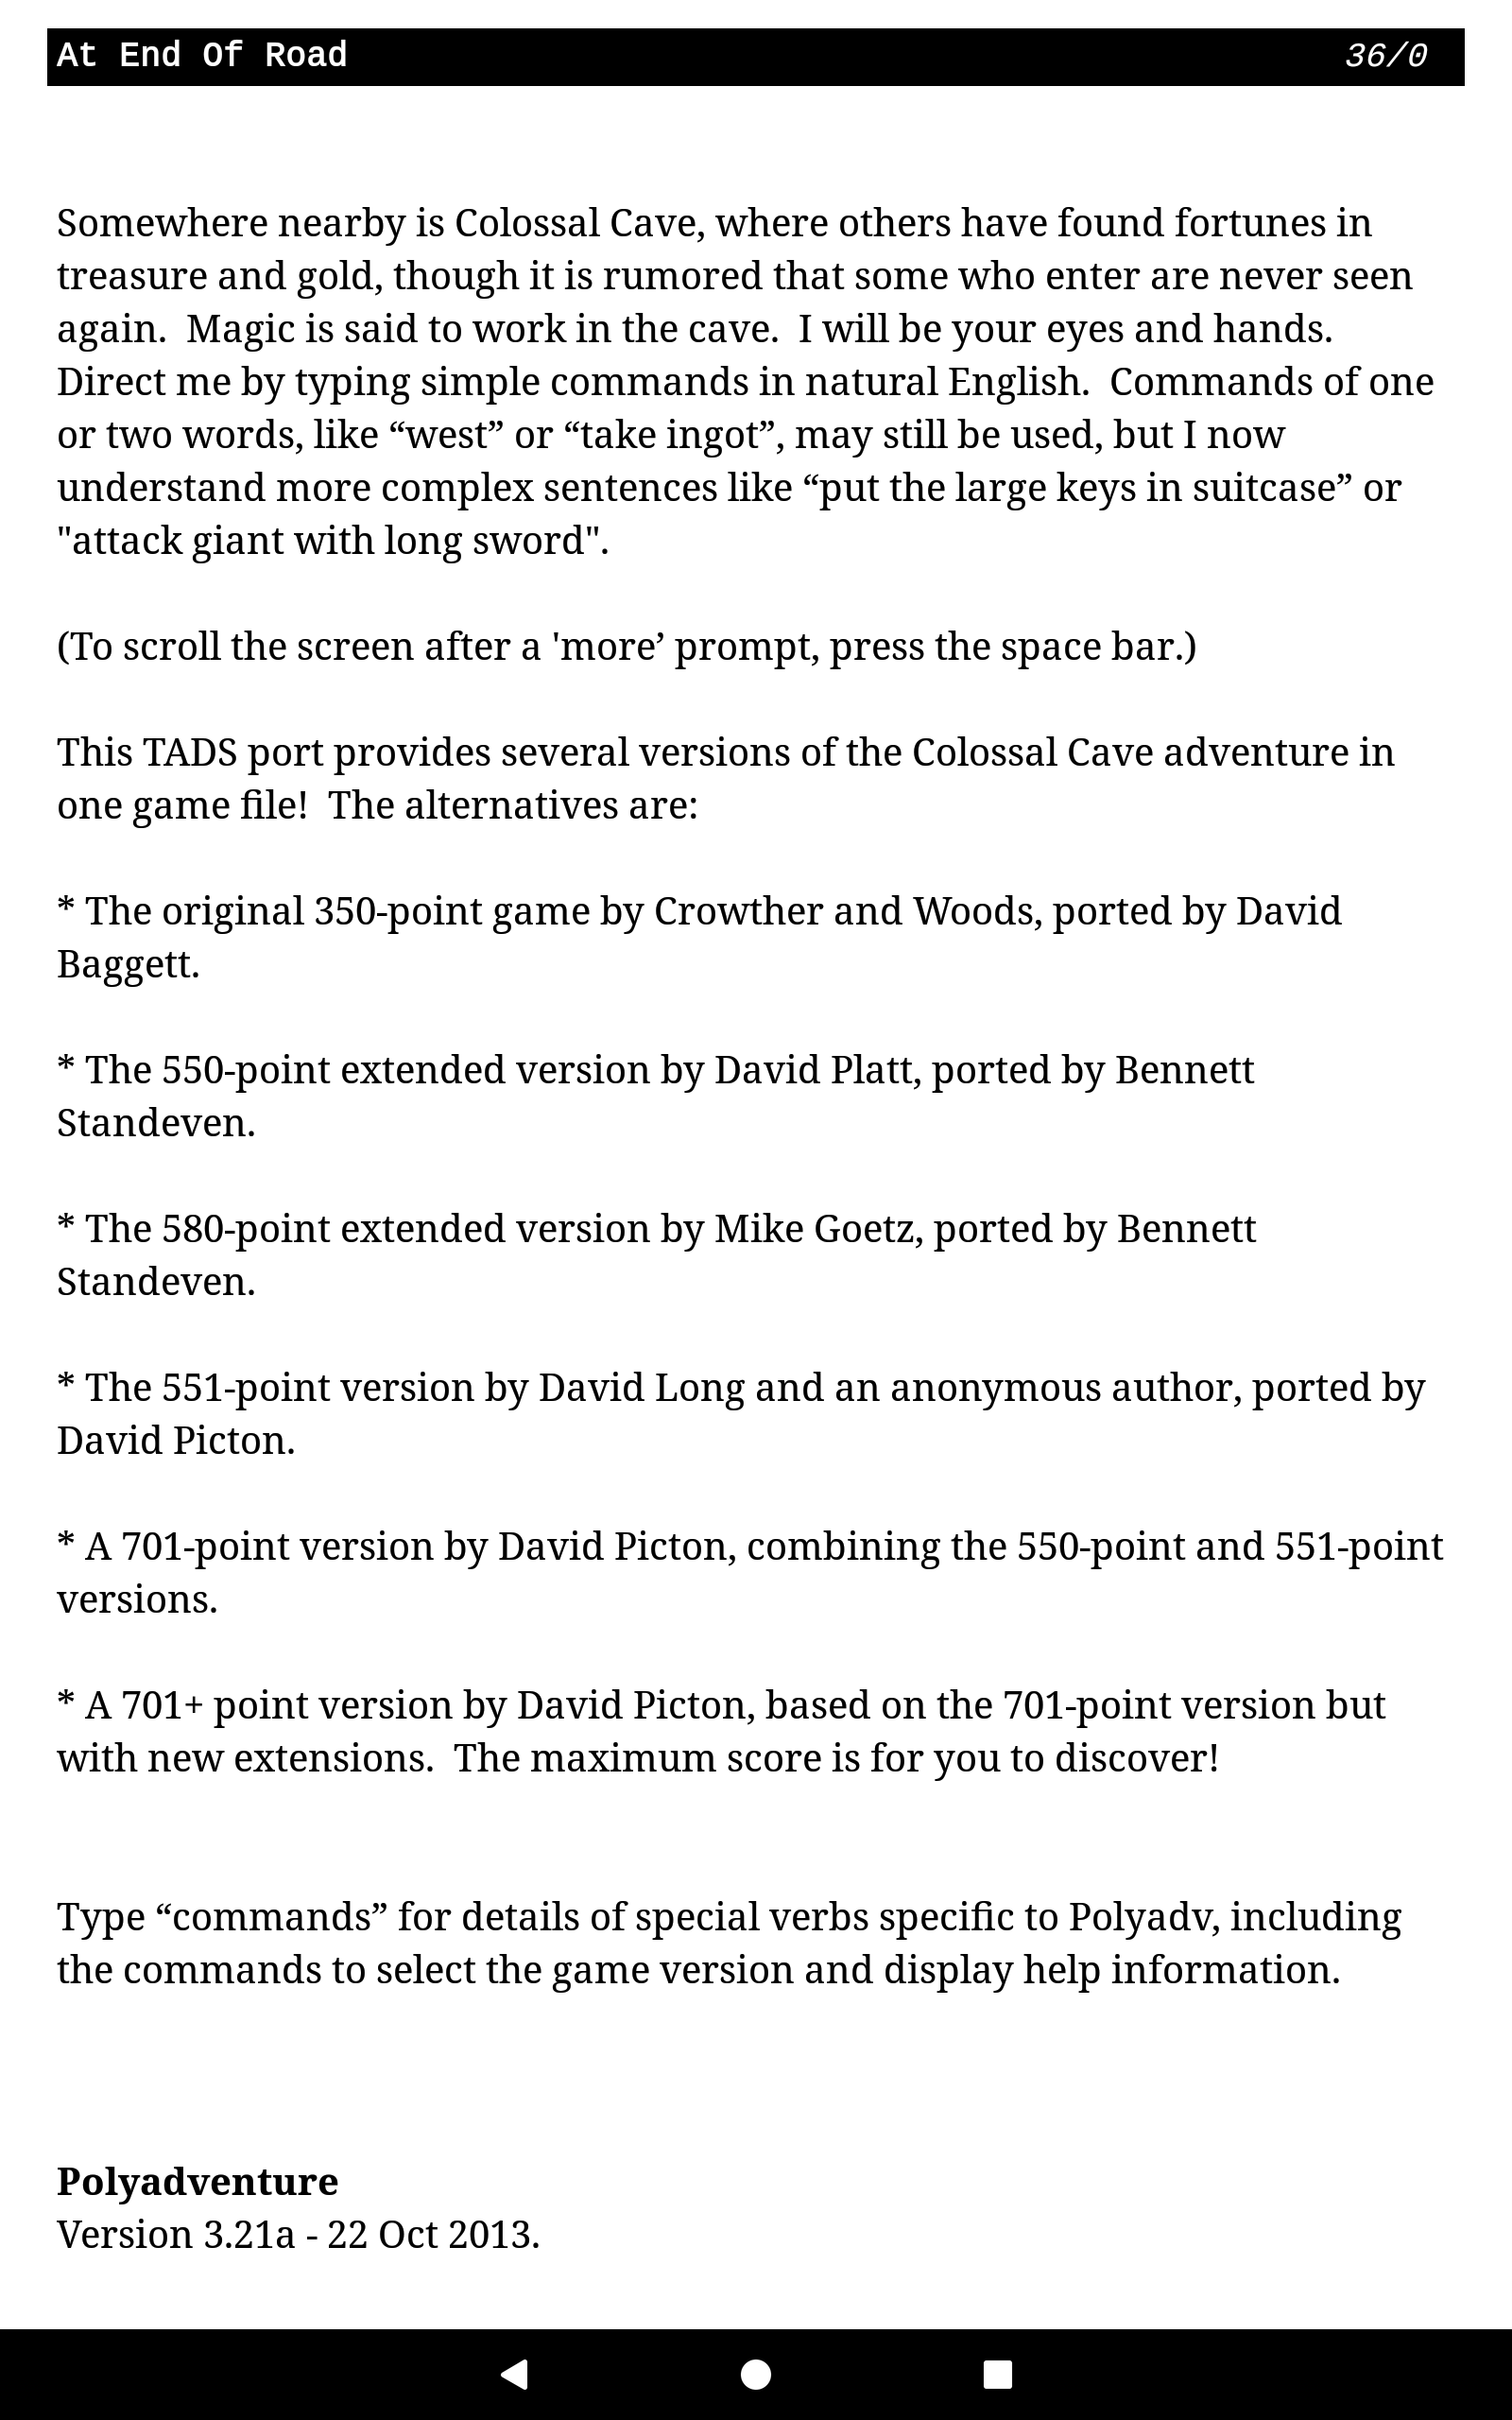 At End Of Road 36/0
Somewhere nearby is Colossal Cave, where others have found fortunes in
treasure and gold, though it is rumored that some who enter are never seen
again.  Magic is said to work in the cave.  I will be your eyes and hands.
Direct me by typing simple commands in natural English.  Commands of one
or two words, like “west” or “take ingot”, may still be used, but I now
understand more complex sentences like “put the large keys in suitcase” or
"attack giant with long sword".
(To scroll the screen after a 'more’ prompt, press the space bar.)
This TADS port provides several versions of the Colossal Cave adventure in
one game file!  The alternatives are:
* The original 350-point game by Crowther and Woods, ported by David
Baggett.
* The 550-point extended version by David Platt, ported by Bennett
Standeven.
* The 580-point extended version by Mike Goetz, ported by Bennett
Standeven.
* The 551-point version by David Long and an anonymous author, ported by
David Picton.
* A 701-point version by David Picton, combining the 550-point and 551-point
versions.
* A 701+ point version by David Picton, based on the 701-point version but
with new extensions.  The maximum score is for you to discover!
Type “commands” for details of special verbs specific to Polyadv, including
the commands to select the game version and display help information.
Polyadventure
Version 3.21a - 22 Oct 2013.